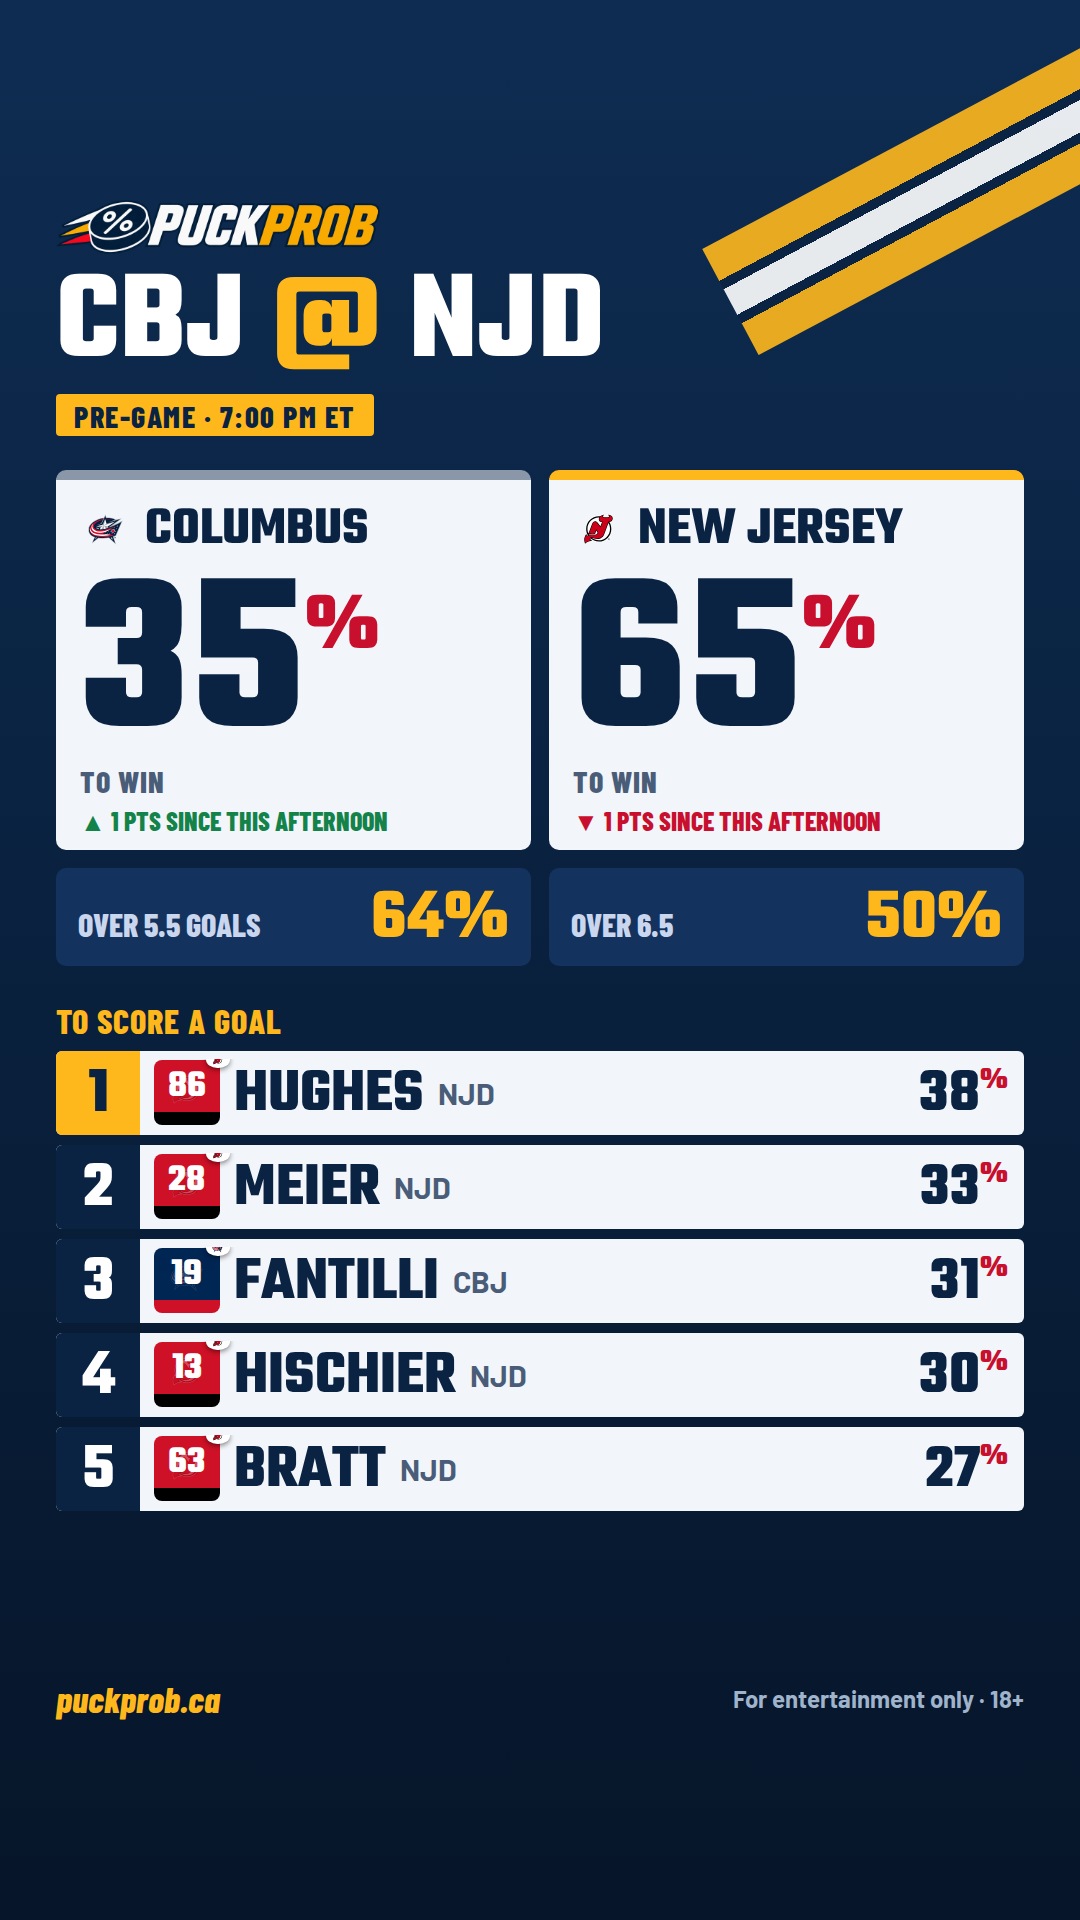 % PUCKPROB
CBJ @ NJD
PRE-GAME · 7:00 PM ET
COLUMBUS
35%
TO WIN
▲ 1 PTS SINCE THIS AFTERNOON
NEW JERSEY
65%
TO WIN
▼ 1 PTS SINCE THIS AFTERNOON
OVER 5.5 GOALS 64%
OVER 6.5 50%
TO SCORE A GOAL
1 86 HUGHES NJD 38%
2 28 MEIER NJD 33%
3 19 FANTILLI CBJ 31%
4 13 HISCHIER NJD 30%
5 63 BRATT NJD 27%
puckprob.ca
For entertainment only · 18+